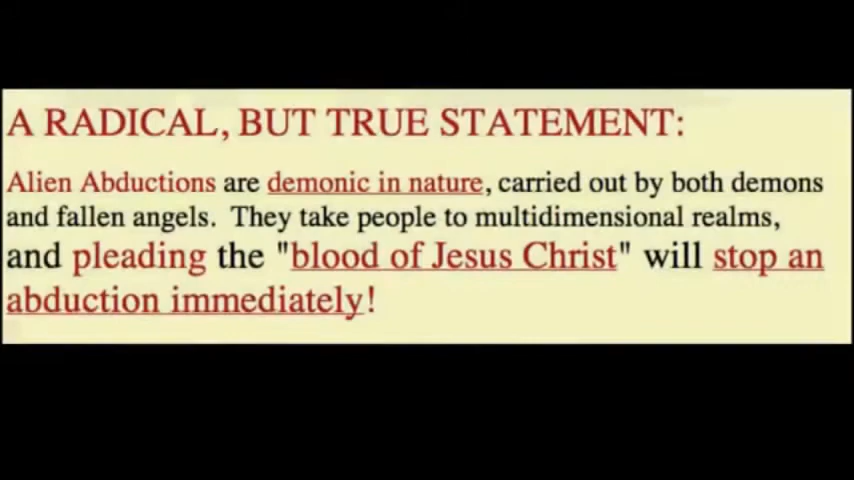 A RADICAL, BUT TRUE STATEMENT:
Alien Abductions are demonic in nature, carried out by both demons
and fallen angels. They take people to multidimensional realms,
and pleading the "blood of Jesus Christ" will stop an
abduction immediately!